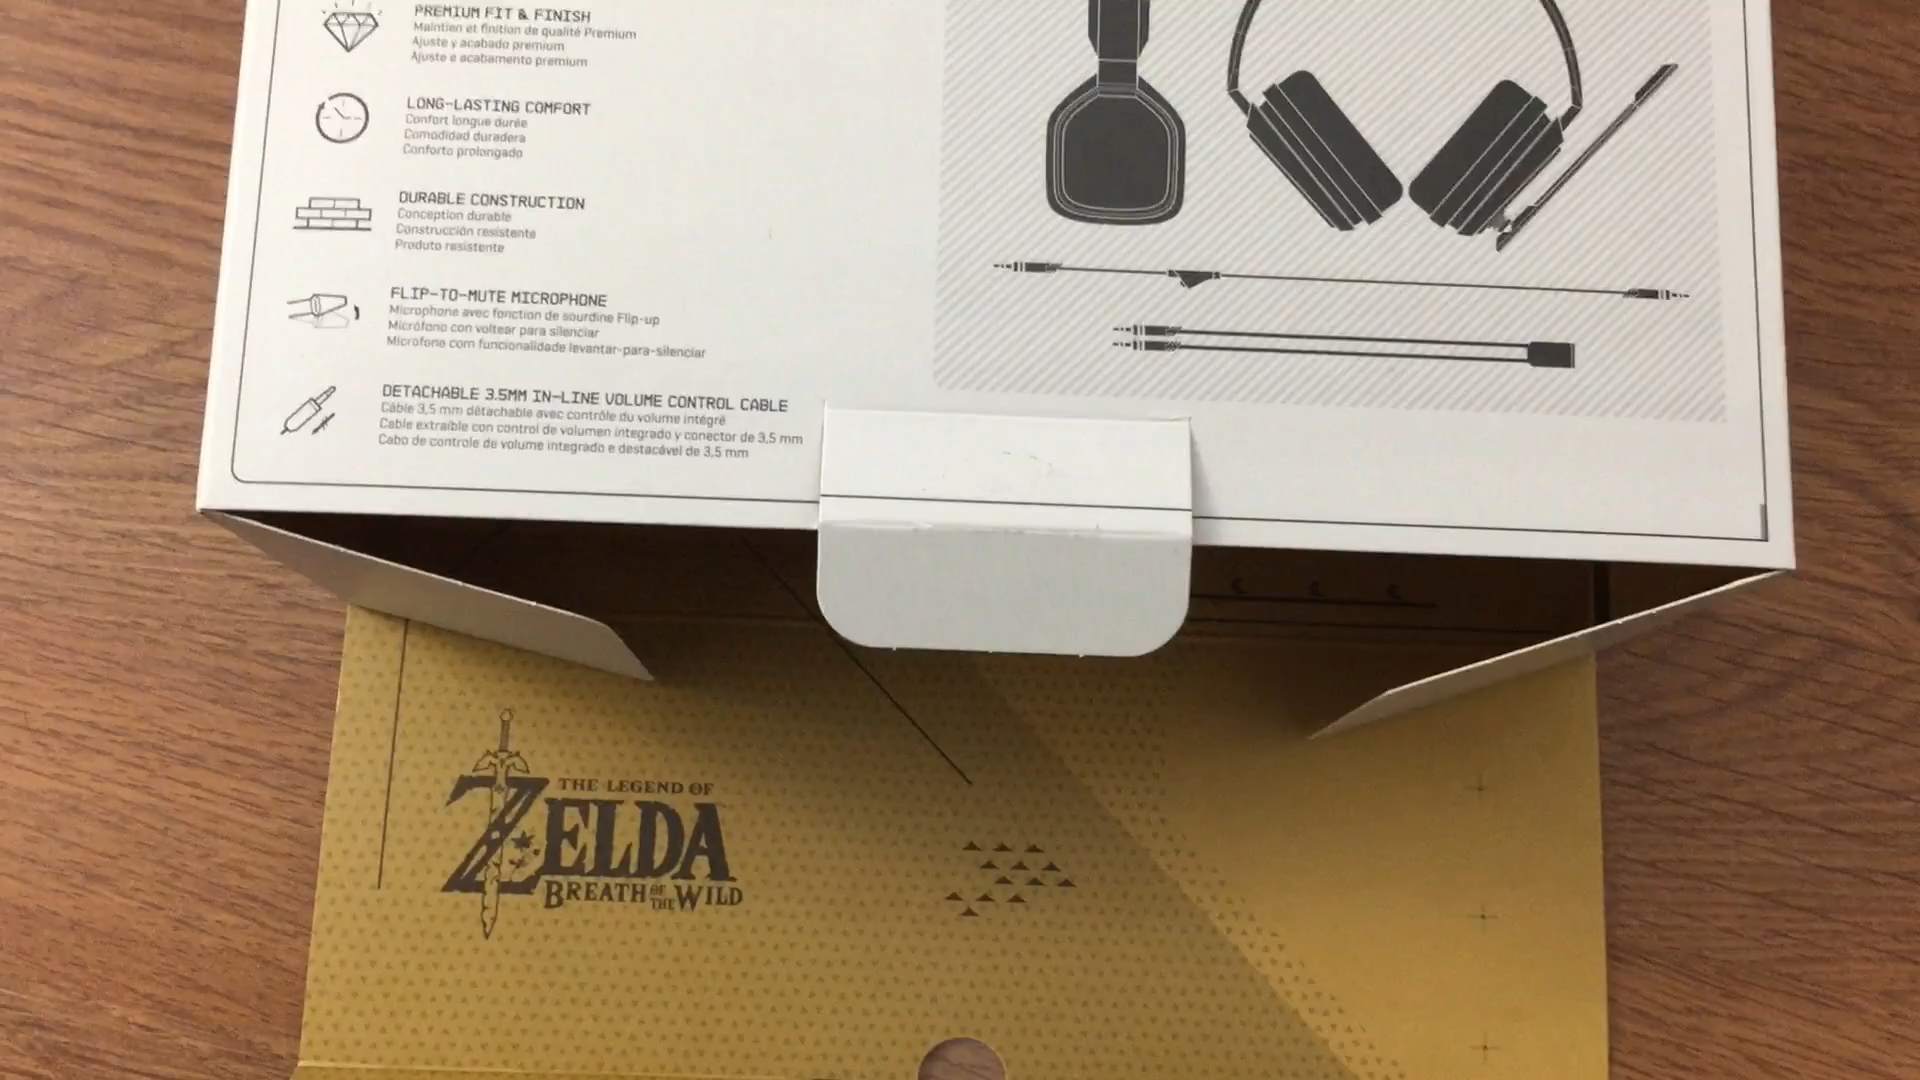 PREMIUM FIT & FINISH
Maintien et finition de qualité Premium
Ajuste y acabado premium
Ajuste e acabamento premium
LONG-LASTING COMFORT
Confort longue durée
Comodidad duradera
Conforto prolongado
DURABLE CONSTRUCTION
Conception durable
Construcción resistente
Produto resistente
FLIP-TO-MUTE MICROPHONE
Microphone avec fonction de sourdine Flip-up
Micrófono con voltear para silenciar
Microfone com funcionalidade levantar-para-silenciar
DETACHABLE 3.5MM IN-LINE VOLUME CONTROL CABLE
Câble 3,5 mm détachable avec contrôle du volume intégré
Cable extraíble con control de volumen integrado y conector de 3,5 mm
Cabo de controle de volume integrado e destacável de 3,5 mm
THE LEGEND OF
ZELDA
BREATH OF THE WILD